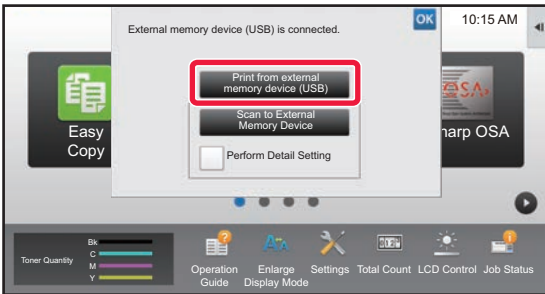 External memory device (USB) is connected.
OK
10:15 AM
Print from external
memory device (USB)
Scan to External
Memory Device
Perform Detail Setting
Easy
Copy
harp OSA
Toner Quantity
Bk
C
M
Y
Operation
Guide
Enlarge
Display Mode
Settings
Total Count
LCD Control
Job Status